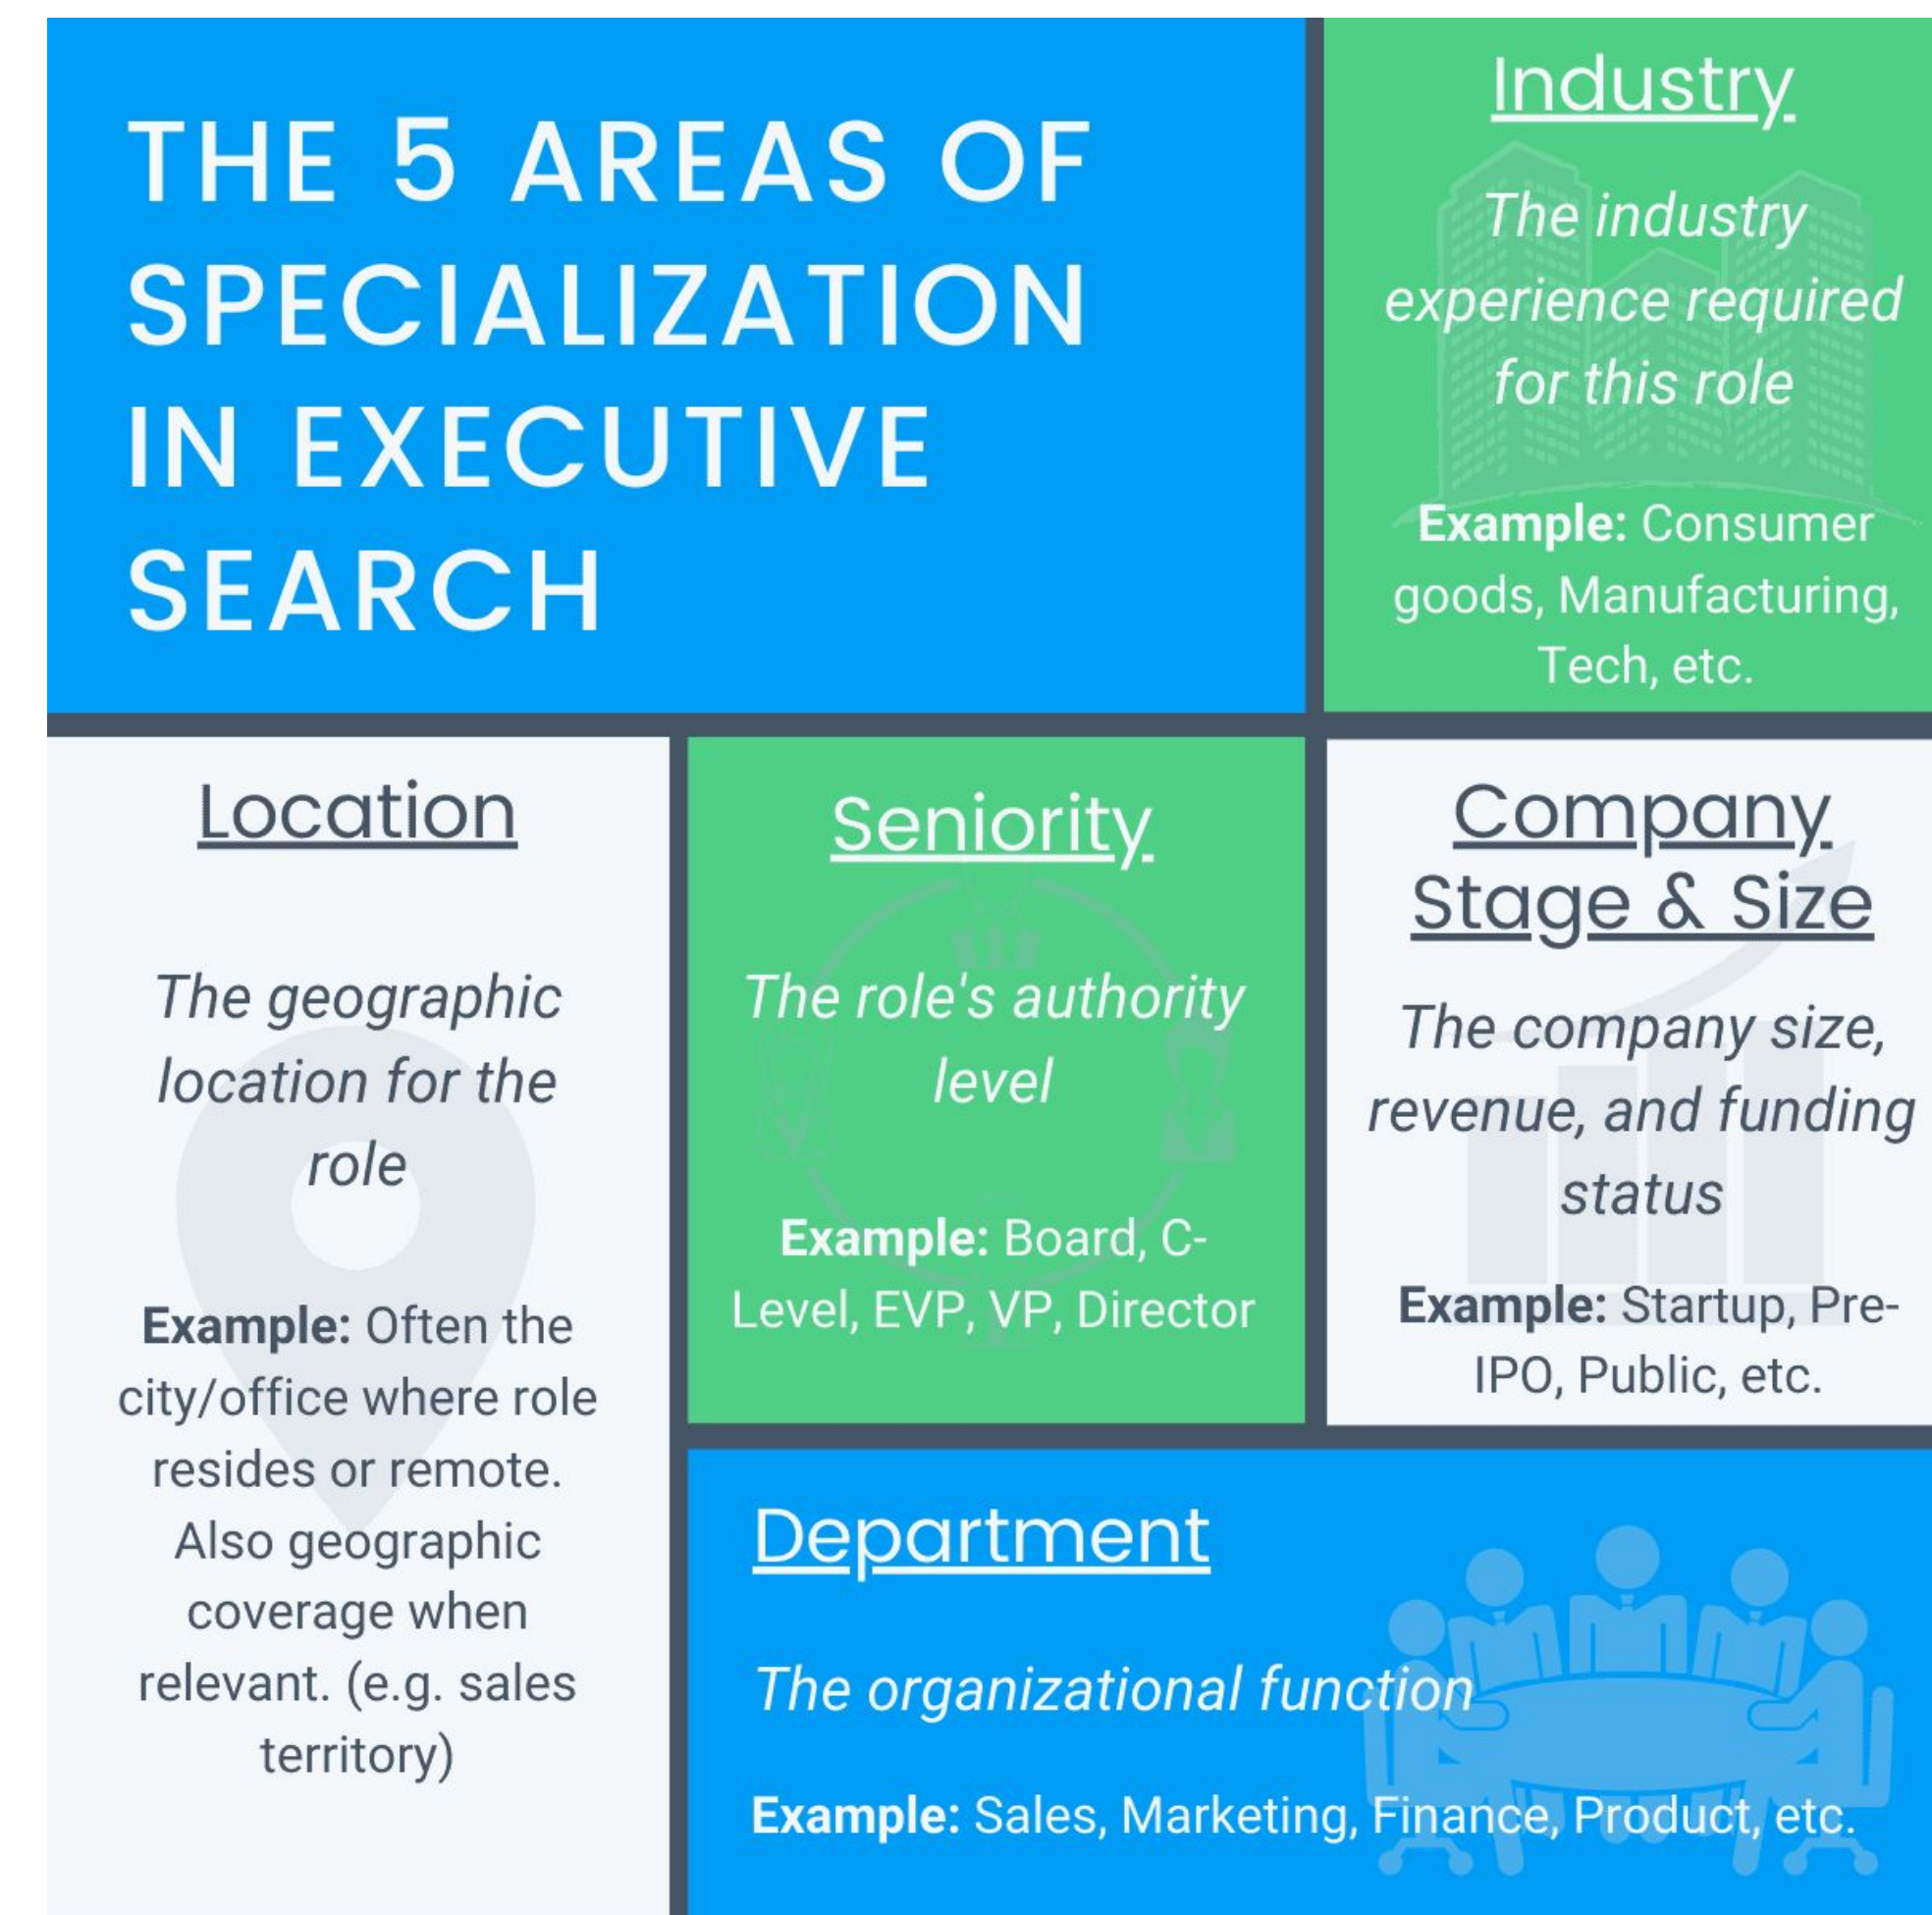 THE 5 AREAS OF
SPECIALIZATION
IN EXECUTIVE
SEARCH
Industry
The industry
experience required
for this role
Example: Consumer
goods, Manufacturing,
Tech, etc.
Location
The geographic
location for the
role
Example: Often the
city/office where role
resides or remote.
Also geographic
coverage when
relevant. (e.g. sales
territory)
Seniority
The role's authority
level
Example: Board, C-
Level, EVP, VP, Director
Company
Stage & Size
The company size,
revenue, and funding
status
Example: Startup, Pre-
IPO, Public, etc.
Department
The organizational function
Example: Sales, Marketing, Finance, Product, etc.